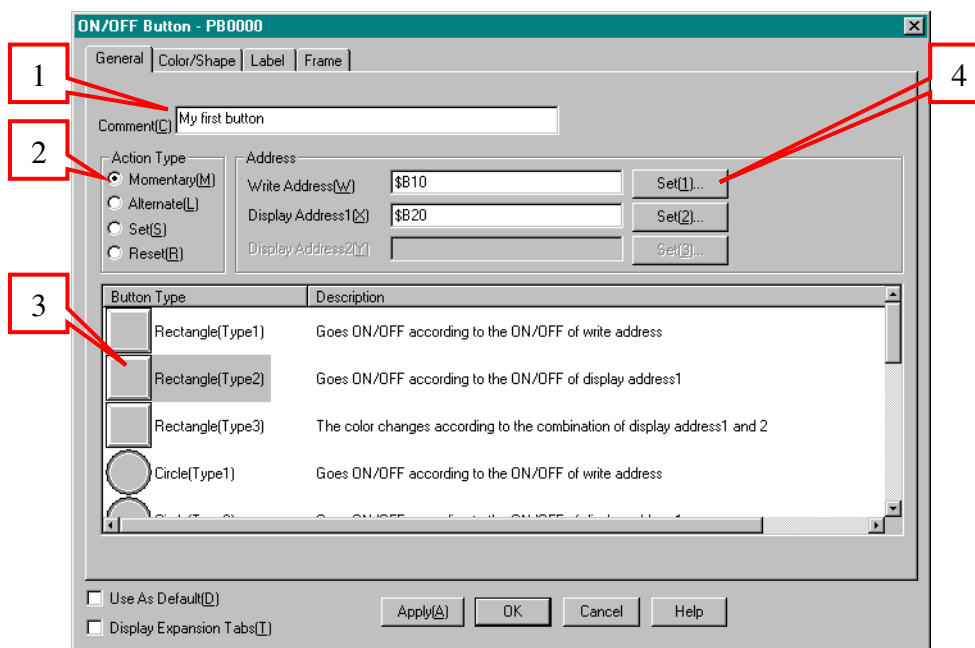 ON/OFF Button - PB0000
General Color/Shape Label Frame
1
4
Comment(C) My first button
2
Action Type
Address
Momentary(M)
Write Address(W) $B10 Set(1)...
Alternate(L)
Display Address1(X) $B20 Set(2)...
Set(S)
Reset(R)
Display Address2(Y) Set(3)...
Button Type Description
3
Rectangle(Type1) Goes ON/OFF according to the ON/OFF of write address
Rectangle(Type2) Goes ON/OFF according to the ON/OFF of display address1
Rectangle(Type3) The color changes according to the combination of display address1 and 2
Circle(Type1) Goes ON/OFF according to the ON/OFF of write address
Use As Default(D)
Apply(A) OK Cancel Help
Display Expansion Tabs(T)